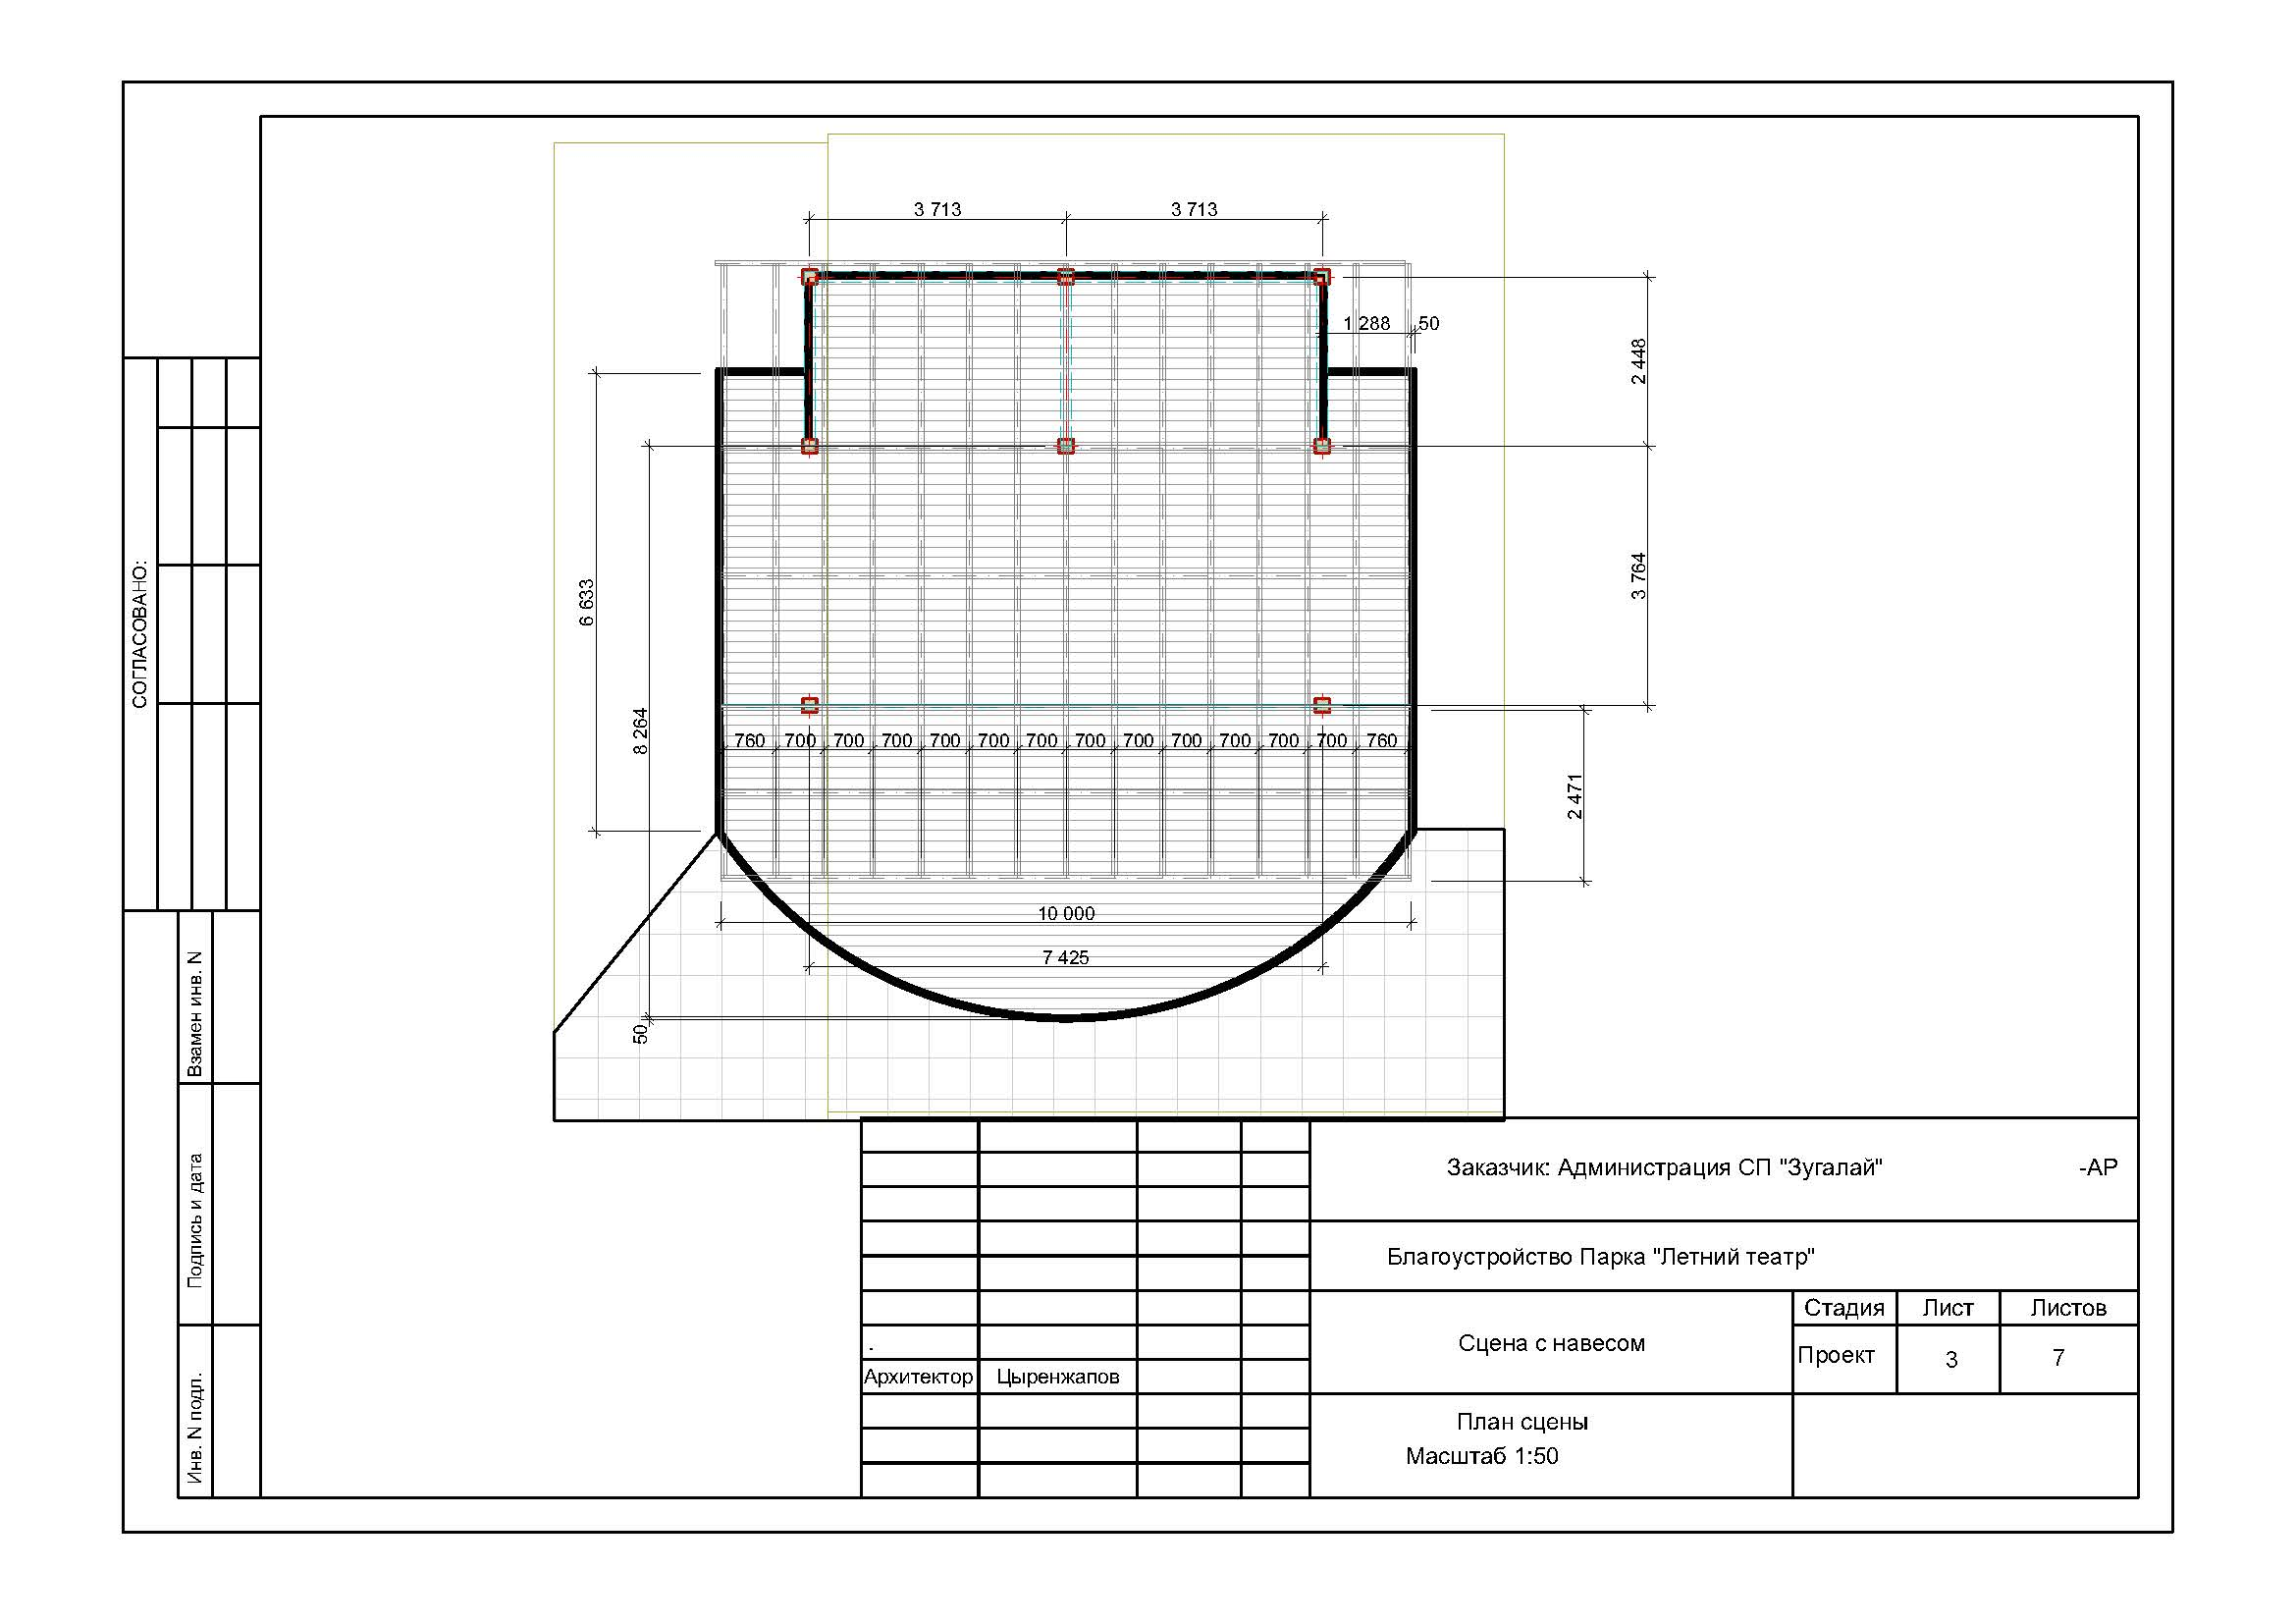 3 713
3 713
1 288
50
2 448
6 633
3 764
8 264
760
700
700
700
700
700
700
700
700
700
700
700
700
760
2 471
10 000
7 425
50
СОГЛАСОВАНО:
Взамен инв. N
Подпись и дата
Инв. N подл.
Заказчик: Администрация СП "Зугалай"
-АР
Благоустройство Парка "Летний театр"
Стадия
Лист
Листов
Сцена с навесом
Проект
3
7
.
Архитектор
Цыренжапов
План сцены
Масштаб 1:50